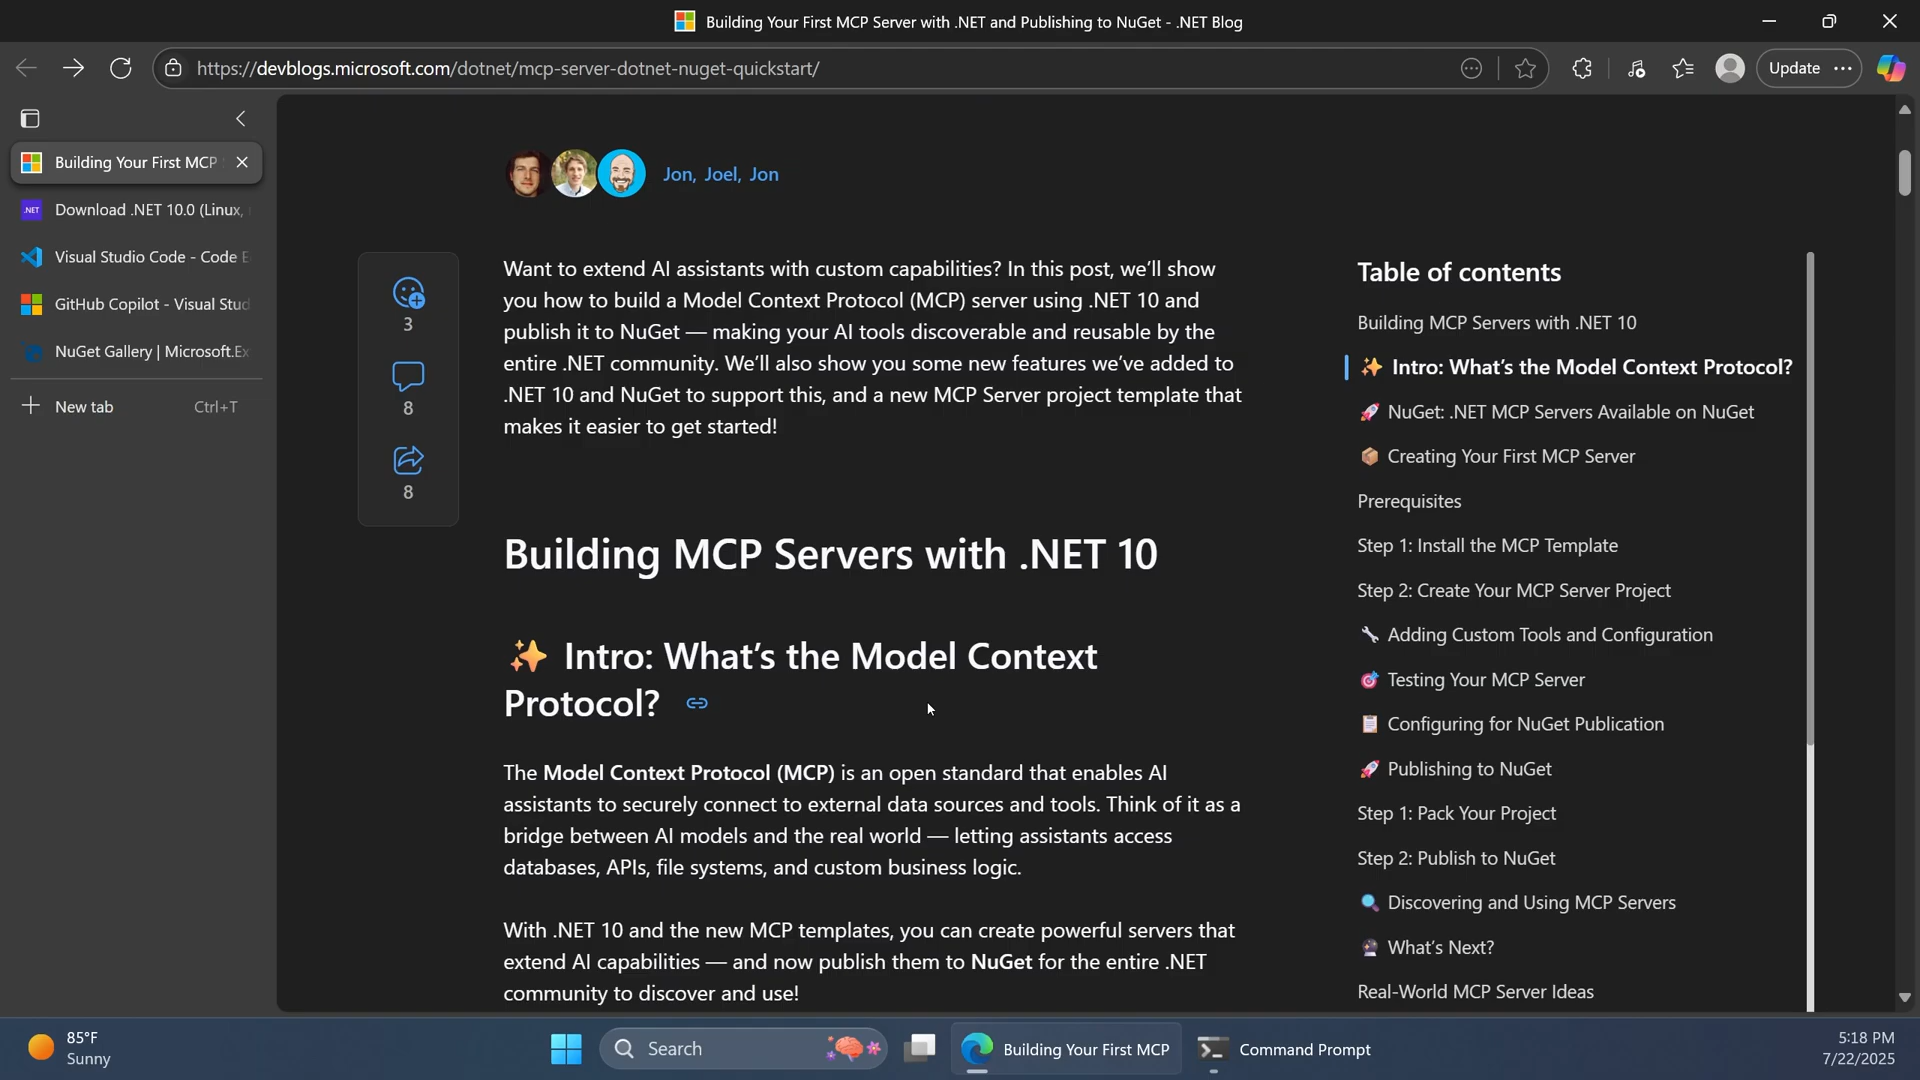 Building Your First MCP Server with .NET and Publishing to NuGet - .NET Blog
https://devblogs.microsoft.com/dotnet/mcp-server-dotnet-nuget-quickstart/
Update
Building Your First MCP
.NET Download .NET 10.0 (Linux,
Visual Studio Code - Code E
GitHub Copilot - Visual Stud
NuGet Gallery | Microsoft.Ex
New tab Ctrl+T
Jon, Joel, Jon
3
8
8
Want to extend AI assistants with custom capabilities? In this post, we’ll show
you how to build a Model Context Protocol (MCP) server using .NET 10 and
publish it to NuGet — making your AI tools discoverable and reusable by the
entire .NET community. We’ll also show you some new features we’ve added to
.NET 10 and NuGet to support this, and a new MCP Server project template that
makes it easier to get started!
Building MCP Servers with .NET 10
✨ Intro: What’s the Model Context
Protocol?
The Model Context Protocol (MCP) is an open standard that enables AI
assistants to securely connect to external data sources and tools. Think of it as a
bridge between AI models and the real world — letting assistants access
databases, APIs, file systems, and custom business logic.
With .NET 10 and the new MCP templates, you can create powerful servers that
extend AI capabilities — and now publish them to NuGet for the entire .NET
community to discover and use!
Table of contents
Building MCP Servers with .NET 10
✨ Intro: What’s the Model Context Protocol?
🚀 NuGet: .NET MCP Servers Available on NuGet
📦 Creating Your First MCP Server
Prerequisites
Step 1: Install the MCP Template
Step 2: Create Your MCP Server Project
🔧 Adding Custom Tools and Configuration
🎯 Testing Your MCP Server
📋 Configuring for NuGet Publication
🚀 Publishing to NuGet
Step 1: Pack Your Project
Step 2: Publish to NuGet
🔍 Discovering and Using MCP Servers
🔮 What’s Next?
Real-World MCP Server Ideas
85°F
Sunny
Search
Building Your First MCP
Command Prompt
5:18 PM
7/22/2025